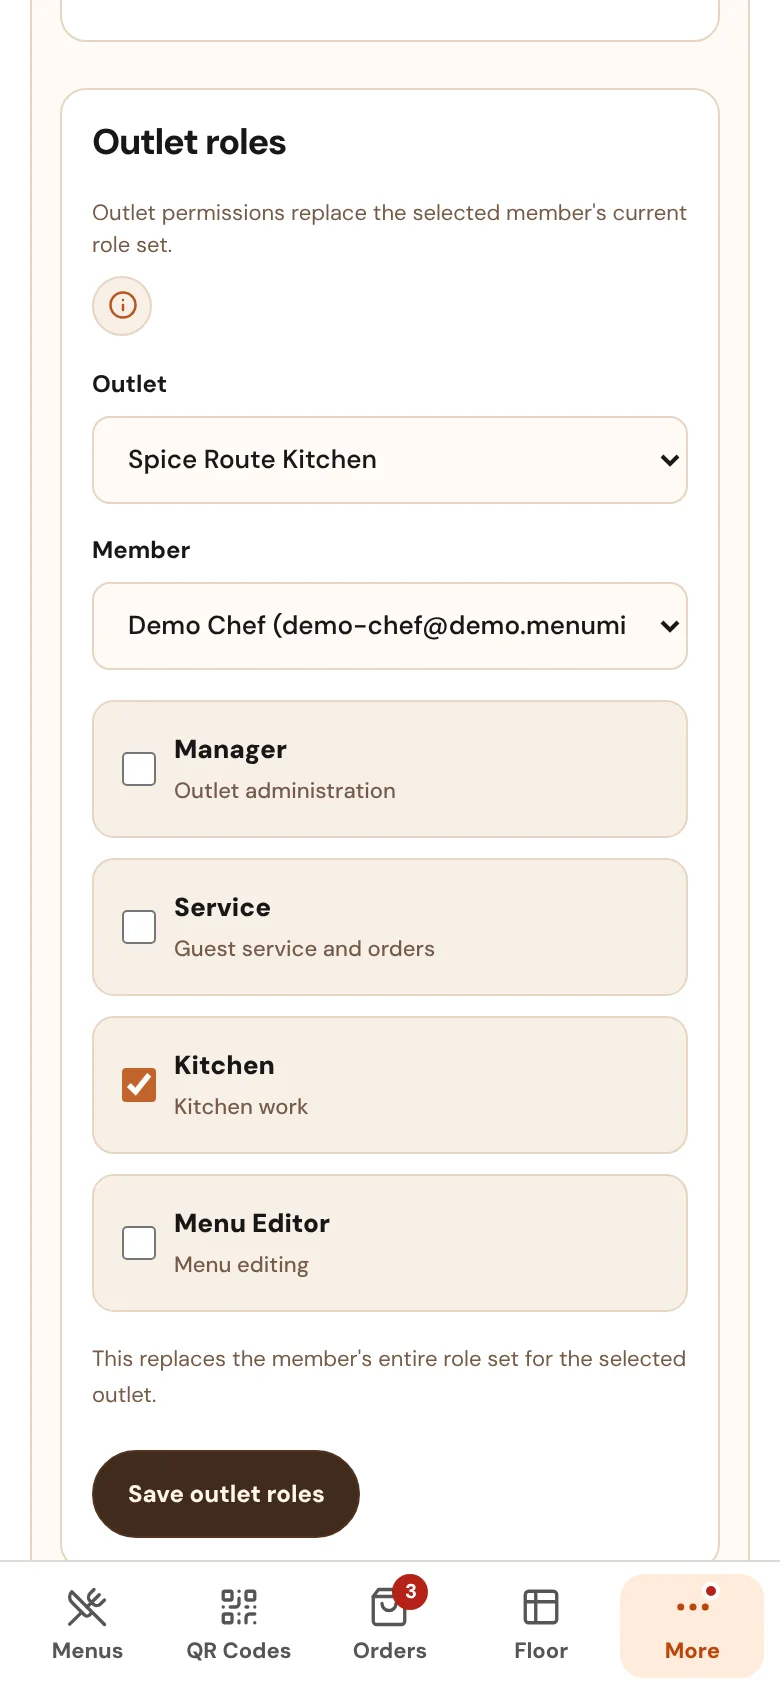 Outlet roles
Outlet permissions replace the selected member's current
role set.
Outlet
Spice Route Kitchen
Member
Demo Chef (demo-chef@demo.menumi
Manager
Outlet administration
Service
Guest service and orders
Kitchen
Kitchen work
Menu Editor
Menu editing
This replaces the member's entire role set for the selected
outlet.
Save outlet roles
3
Menus
QR Codes
Orders
Floor
More